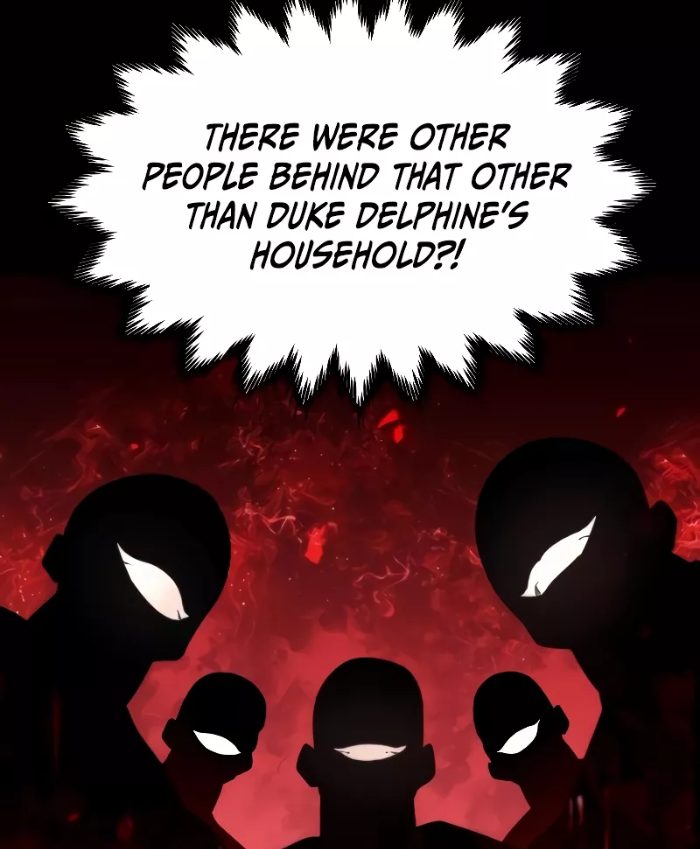 THERE WERE OTHER
PEOPLE BEHIND THAT OTHER
THAN DUKE DELPHINE'S
HOUSEHOLD?!